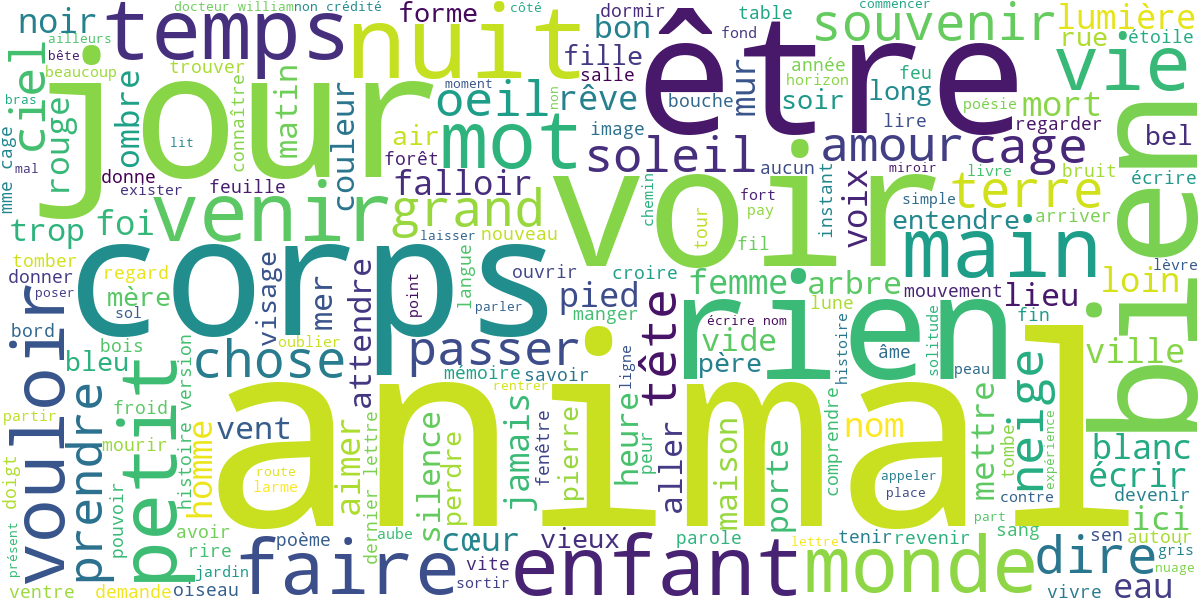 docteur william
non crédité
côté
commencer
noir
temps
nuit
forme
bon
dormir
table
souvenir
lumière
ailleurs
bête
beaucoup
ciel
jour
trouver
fille
salle
fond
être
année
horizon
rue
étoile
vie
bras
rouge
ombre
connaître
matin
couleur
moment
oeil
non
rêve
bouche
mur
soir
feu
long
poésie
mort
regarder
bel
mme cage
mal
lit
air
mot
image
soleil
aucun
lire
amour
cage
forêt
donne
exister
feuille
falloir
miroir
livre
bruit
écrire
trop
foi
venir
grand
voir
chemin
fort
pay
instant
voix
simple
terre
entendre
arriver
bien
laisser
nouveau
tour
fil
main
lèvre
tomber
donner
poser
regard
mère
sol
corps
visage
mer
attendre
point
langue
ouvrir
parler
croire
pied
manger
femme
arbre
lune
mouvement
lieu
loin
vouloir
bord
bois
bleu
oublier
chose
passer
mémoire
savoir
rentrer
ligne
tête
écrire nom
vide
père
rien
histoire
âme
solitude
peau
fin
ville
neige
partir
petit
froid
mourir
prendre
histoire version
homme
vent
animal
aimer
silence
perdre
jamais
fenêtre
pierre
heure
peur
aller
maison
porte
comprendre
nom
mettre
tombe
expérience
blanc
écrir
devenir
doigt
pouvoir
route
larme
dernier lettre
appeler
place
contre
part
sang
ici
présent
avoir
rire
jardin
poème
aube
cœur
vieux
parole
lettre
tenir
revenir
sen
autour
gris
nuage
ventre
demande
oiseau
faire
vite
sortir
enfant
monde
dire
vivre
eau